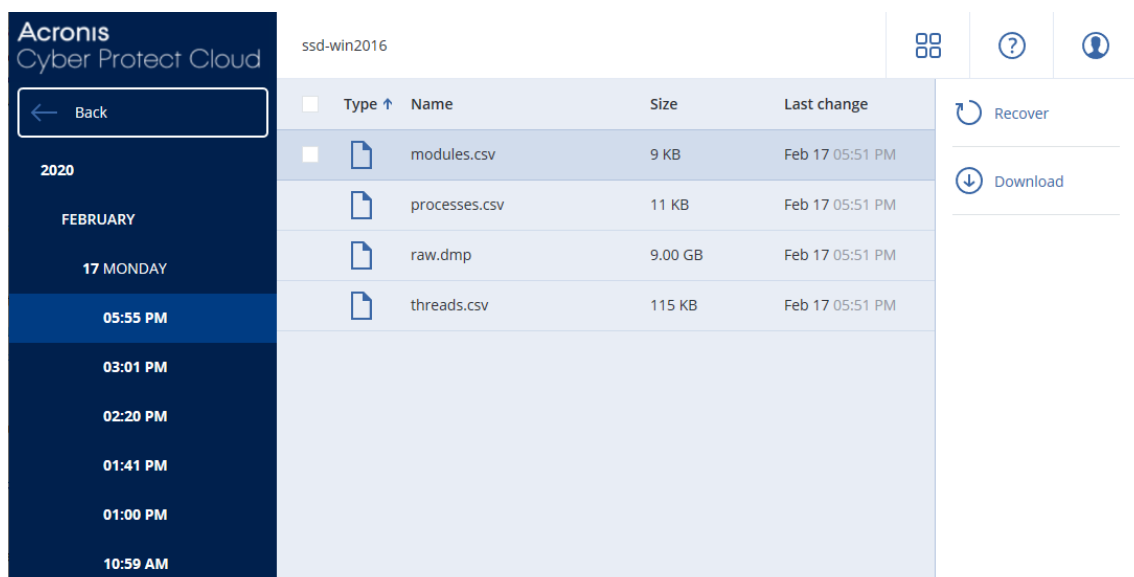 Acronis
Cyber Protect Cloud
ssd-win2016
Back
2020
FEBRUARY
17 MONDAY
05:55 PM
03:01 PM
02:20 PM
01:41 PM
01:00 PM
10:59 AM
Type Name Size Last change
modules.csv 9 KB Feb 17 05:51 PM
processes.csv 11 KB Feb 17 05:51 PM
raw.dmp 9.00 GB Feb 17 05:51 PM
threads.csv 115 KB Feb 17 05:51 PM
Recover
Download